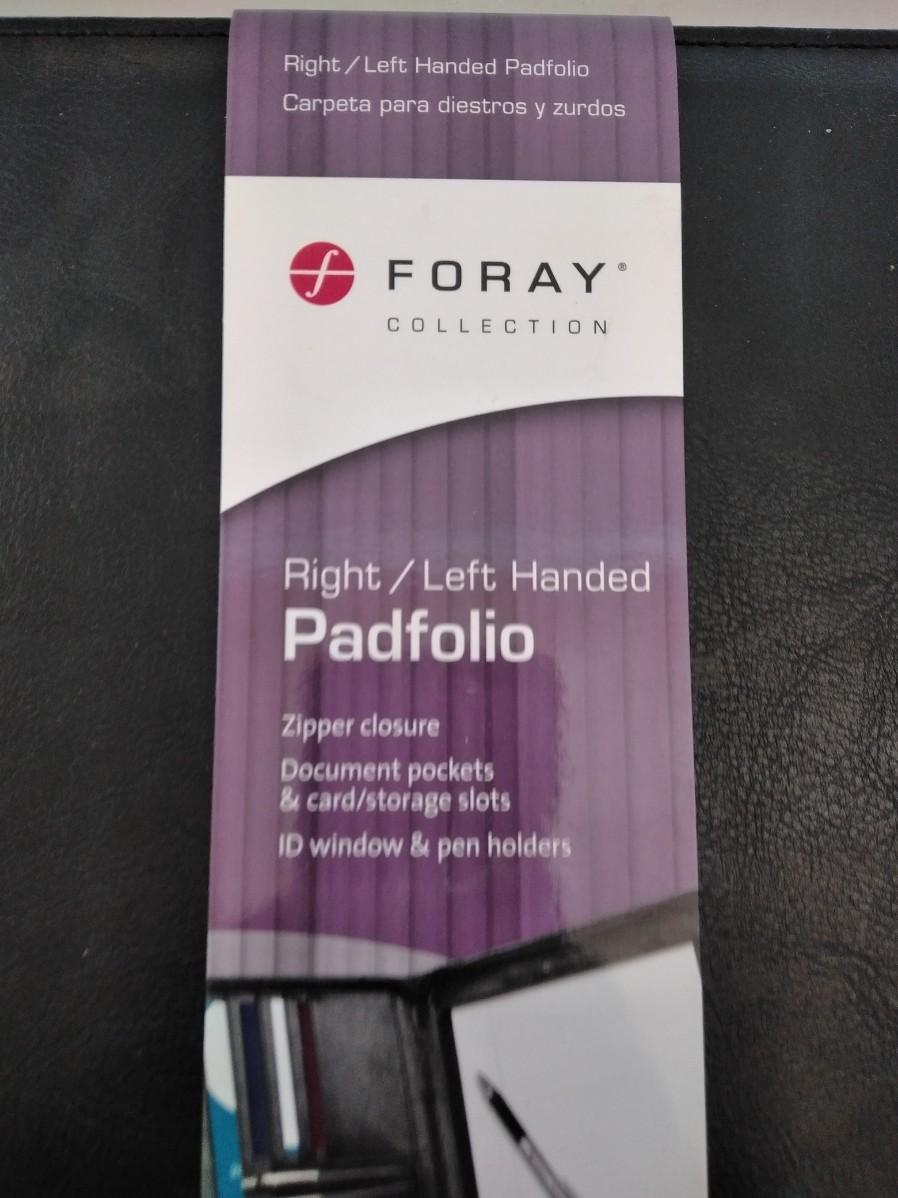 Right / Left Handed Padfolio
Carpeta para diestros y zurdos
f FORAY®
COLLECTION
Right / Left Handed
Padfolio
Zipper closure
Document pockets
& card/storage slots
ID window & pen holders